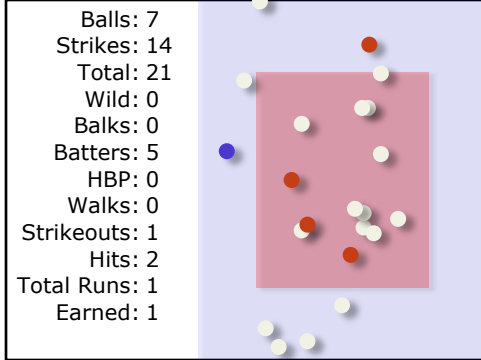 Balls: 7
Strikes: 14
Total: 21
Wild: 0
Balks: 0
Batters: 5
HBP: 0
Walks: 0
Strikeouts: 1
Hits: 2
Total Runs: 1
Earned: 1